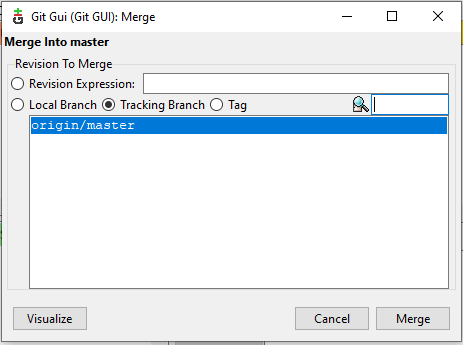 Git Gui (Git GUI): Merge
Merge Into master
Revision To Merge
Revision Expression:
Local Branch Tracking Branch Tag
origin/master
Visualize Cancel Merge